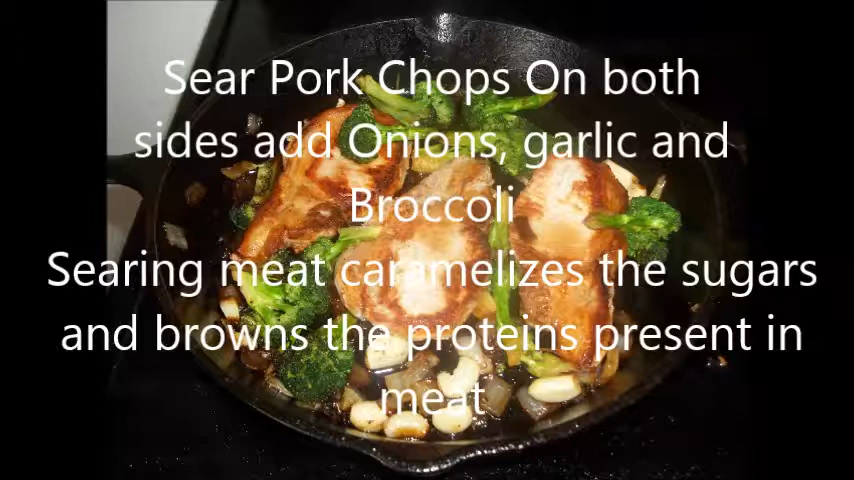 Sear Pork Chops On both
sides add Onions, garlic and
Broccoli
Searing meat caramelizes the sugars
and browns the proteins present in
meat